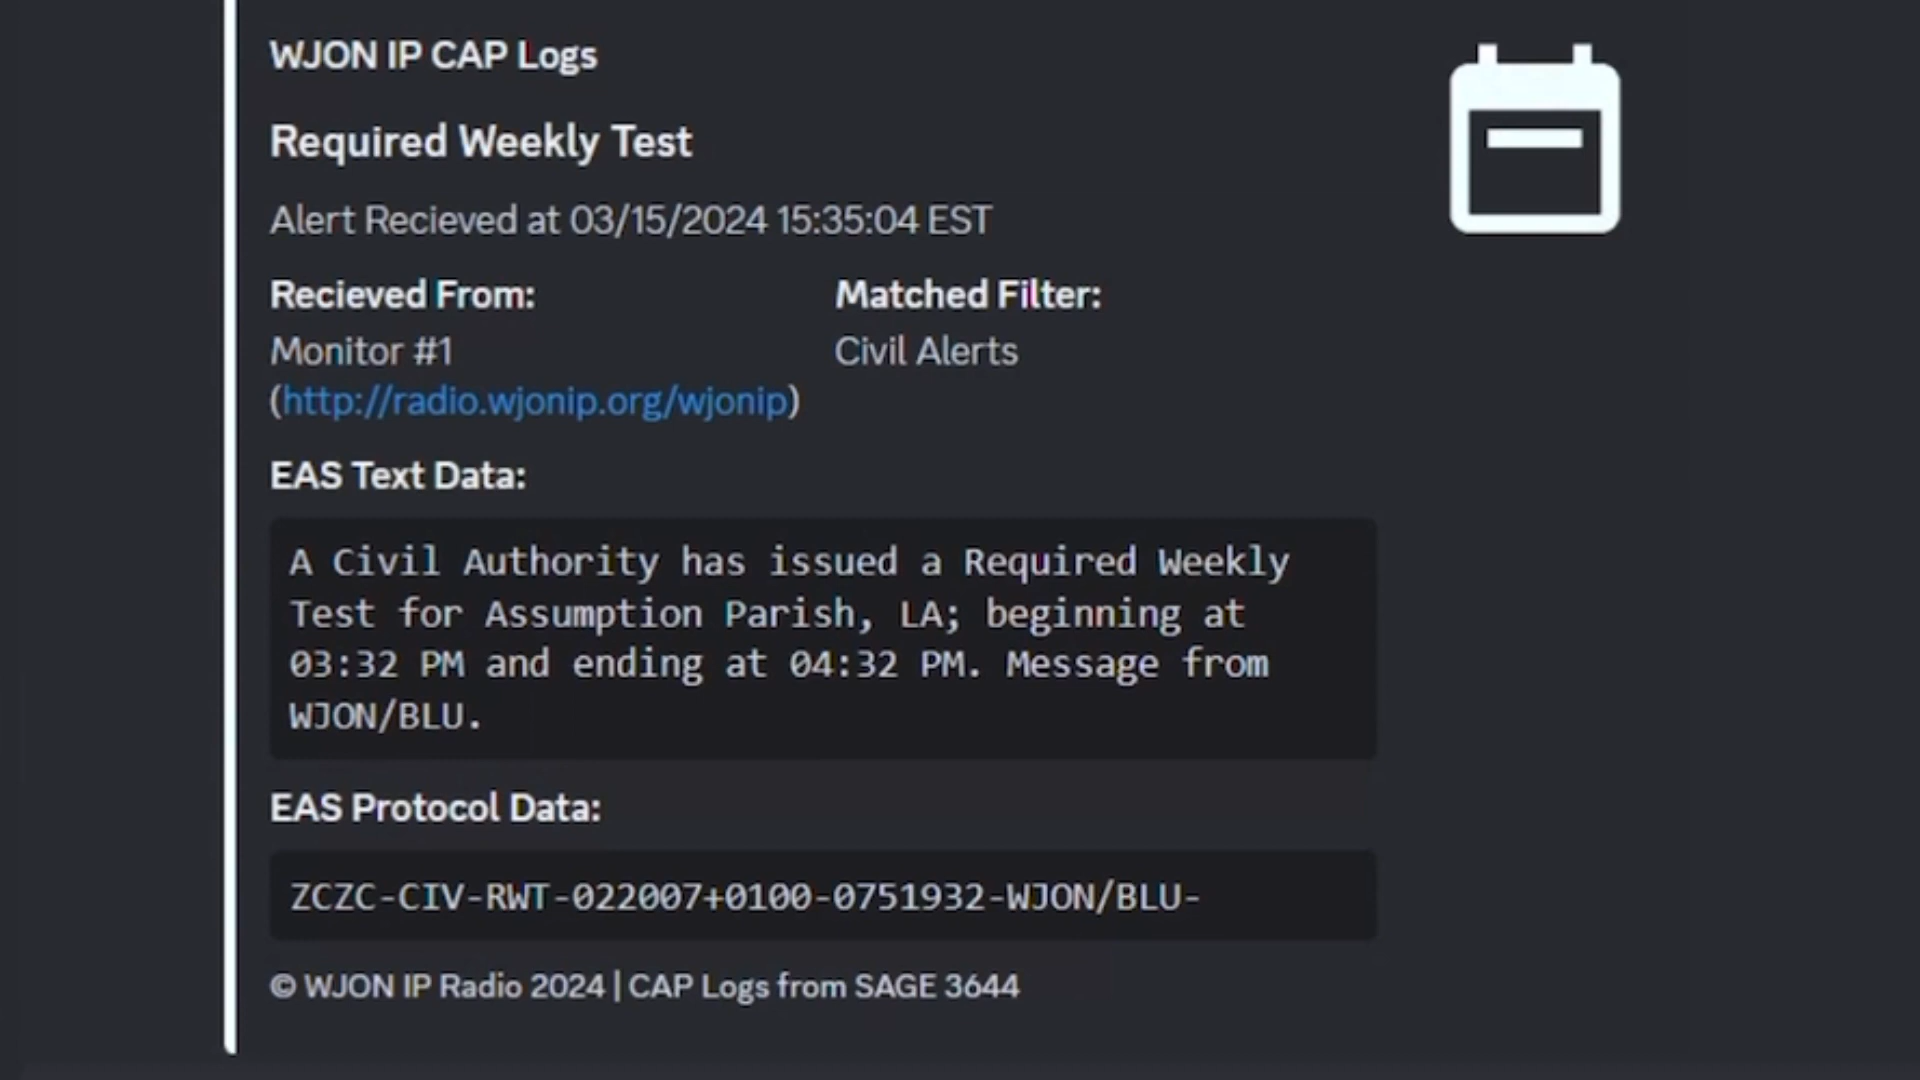 WJON IP CAP Logs
Required Weekly Test
Alert Recieved at 03/15/2024 15:35:04 EST
Recieved From:
Monitor #1
(http://radio.wjonip.org/wjonip)
Matched Filter:
Civil Alerts
EAS Text Data:
A Civil Authority has issued a Required Weekly
Test for Assumption Parish, LA; beginning at
03:32 PM and ending at 04:32 PM. Message from
WJON/BLU.
EAS Protocol Data:
ZCZC-CIV-RWT-022007+0100-0751932-WJON/BLU-
© WJON IP Radio 2024 | CAP Logs from SAGE 3644